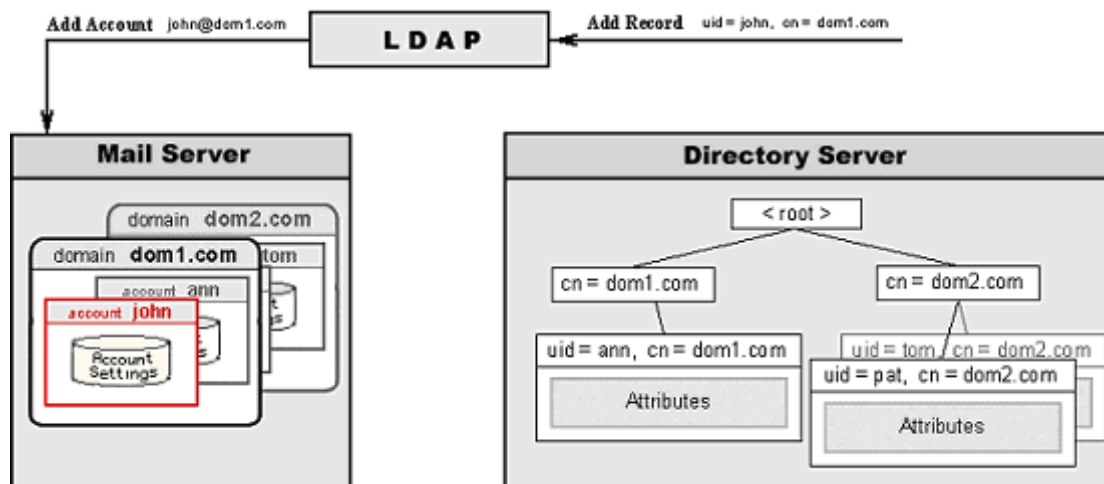 Add Account john@dom1.com
L D A P
Add Record uid = john, cn = dom1.com
Mail Server
domain dom2.com
tom
domain dom1.com
account ann
account john
Account
Settings
Directory Server
< root >
cn = dom1.com
cn = dom2.com
uid = ann, cn = dom1.com
Attributes
uid = tom, cn = dom2.com
uid = pat, cn = dom2.com
Attributes